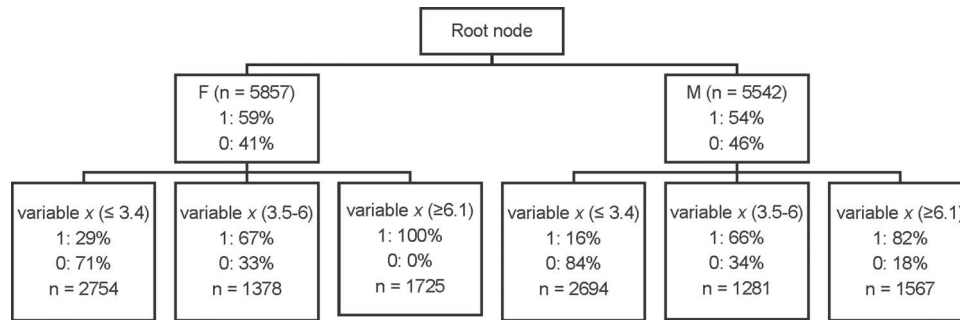 Root node
F (n = 5857)
1: 59%
0: 41%
M (n = 5542)
1: 54%
0: 46%
variable x (≤ 3.4)
1: 29%
0: 71%
n = 2754
variable x (3.5-6)
1: 67%
0: 33%
n = 1378
variable x (≥6.1)
1: 100%
0: 0%
n = 1725
variable x (≤ 3.4)
1: 16%
0: 84%
n = 2694
variable x (3.5-6)
1: 66%
0: 34%
n = 1281
variable x (≥6.1)
1: 82%
0: 18%
n = 1567